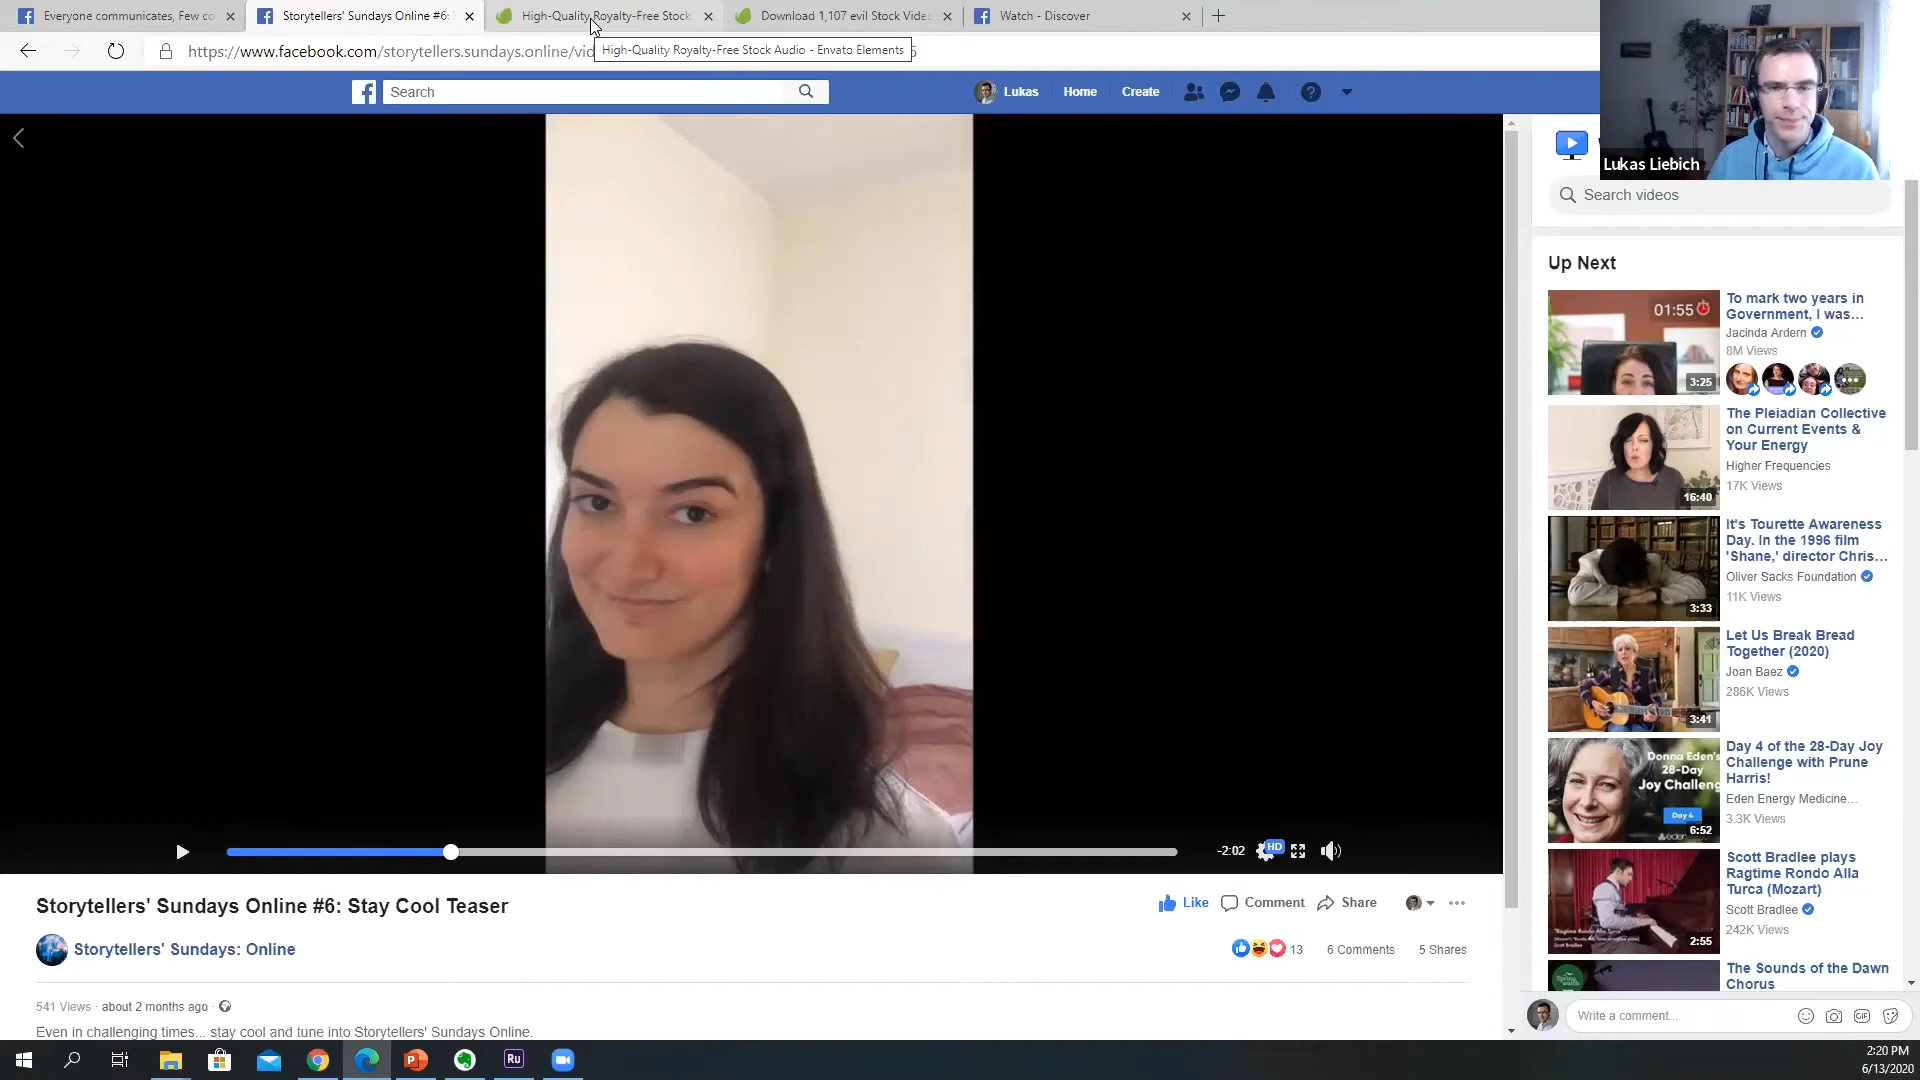 Everyone communicates, Few co
Storytellers' Sundays Online #6:
High-Quality Royalty-Free Stock
Download 1,107 evil Stock Vide
Watch - Discover
https://www.facebook.com/storytellers.sundays.online/vid
High-Quality Royalty-Free Stock Audio - Envato Elements
Search
Lukas
Home
Create
Lukas Liebich
Search videos
Up Next
01:55
3:25
To mark two years in
Government, I was...
Jacinda Ardern
8M Views
16:40
The Pleiadian Collective
on Current Events &
Your Energy
Higher Frequencies
17K Views
3:33
It's Tourette Awareness
Day. In the 1996 film
'Shane,' director Chris...
Oliver Sacks Foundation
11K Views
3:41
Let Us Break Bread
Together (2020)
Joan Baez
286K Views
Donna Eden's
28-Day
Joy Challeng
Day 4
eden
6:52
Day 4 of the 28-Day Joy
Challenge with Prune
Harris!
Eden Energy Medicine...
3.3K Views
2:55
Scott Bradlee plays
Ragtime Rondo Alla
Turca (Mozart)
Scott Bradlee
242K Views
The Sounds of the Dawn
Chorus
-2:02
HD
Storytellers' Sundays Online #6: Stay Cool Teaser
Like
Comment
Share
Storytellers' Sundays: Online
13
6 Comments
5 Shares
541 Views · about 2 months ago ·
Even in challenging times... stay cool and tune into Storytellers' Sundays Online.
Write a comment...
GIF
Ru
2:20 PM
6/13/2020